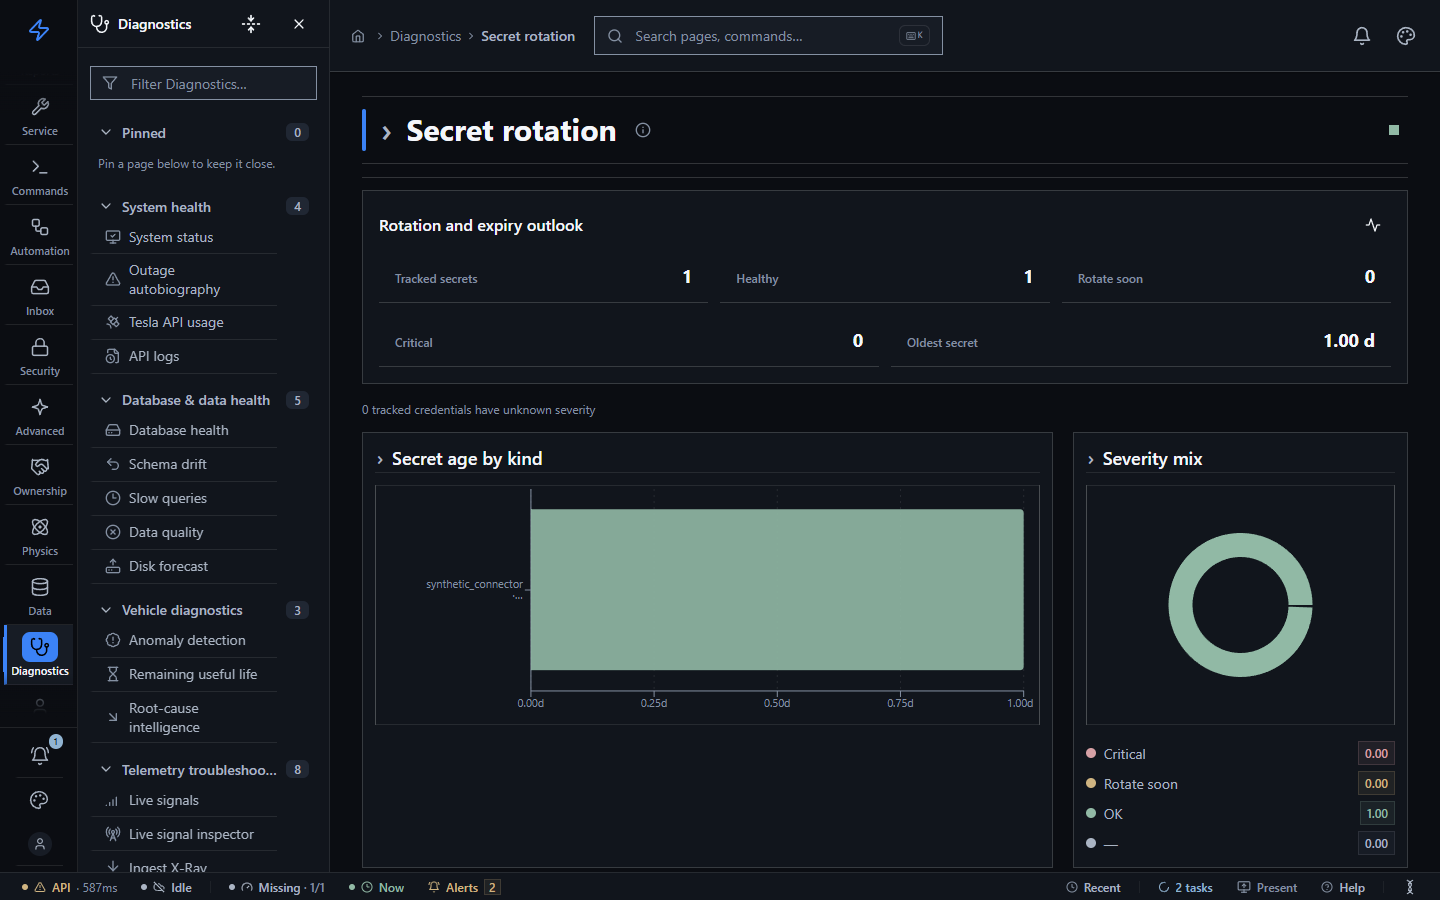 Diagnostics
Diagnostics
Secret rotation
Search pages, commands...
K
Filter Diagnostics...
Service
Commands
Automation
Inbox
Security
Advanced
Ownership
Physics
Data
Diagnostics
1
Pinned
0
Pin a page below to keep it close.
System health
4
System status
Outage
autobiography
Tesla API usage
API logs
Database & data health
5
Database health
Schema drift
Slow queries
Data quality
Disk forecast
Vehicle diagnostics
3
Anomaly detection
Remaining useful life
Root-cause
intelligence
Telemetry troubleshoo...
8
Live signals
Live signal inspector
Ingest X-Ray
Secret rotation
Rotation and expiry outlook
Tracked secrets
1
Healthy
1
Rotate soon
0
Critical
0
Oldest secret
1.00 d
0 tracked credentials have unknown severity
Secret age by kind
synthetic_connector
·...
0.00d
0.25d
0.50d
0.75d
1.00d
Severity mix
Critical
0.00
Rotate soon
0.00
OK
1.00
—
0.00
API · 587ms
Idle
Missing · 1/1
Now
Alerts 2
Recent
2 tasks
Present
Help